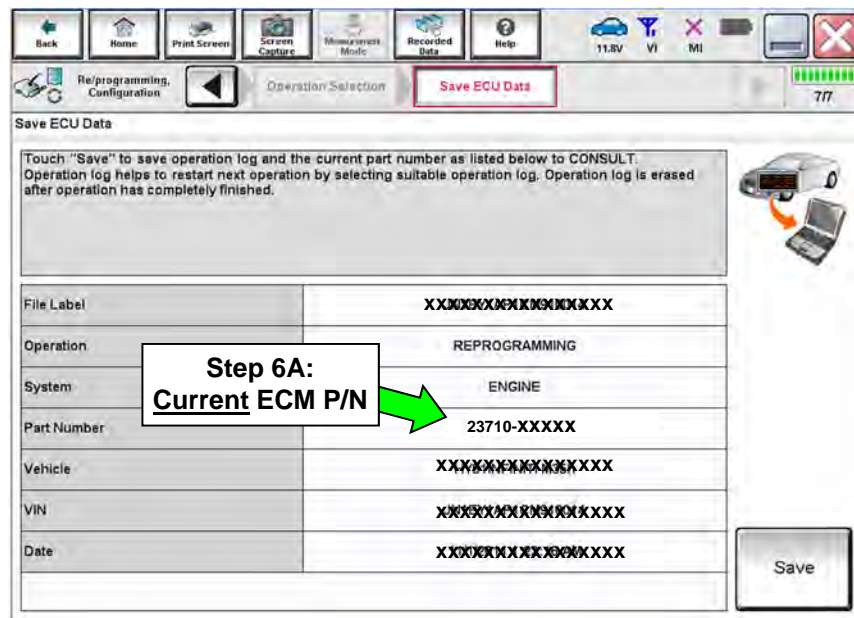 Back Home Print Screen Screen Capture Measurement Mode Recorded Data Help 11.8V VI MI
Re/programming, Configuration Operation Selection Save ECU Data 7/7
Save ECU Data
Touch "Save" to save operation log and the current part number as listed below to CONSULT.
Operation log helps to restart next operation by selecting suitable operation log. Operation log is erased
after operation has completely finished.
File Label XXXXXXXXXXXXXXX
Operation REPROGRAMMING
Step 6A:
Current ECM P/N
System ENGINE
Part Number 23710-XXXXX
Vehicle XXXXXXXXXXXXXX
VIN XXXXXXXXXXXXXXX
Date XXXXXXXXXXXXXXX
Save